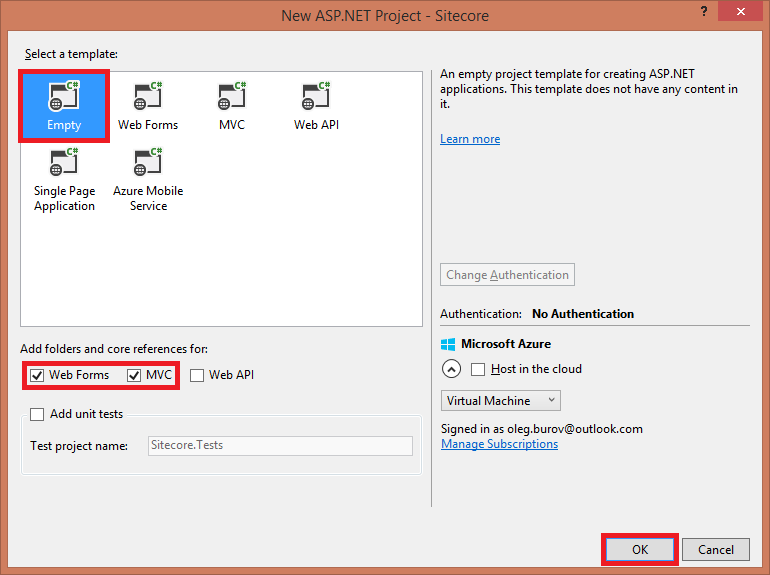 New ASP.NET Project - Sitecore
?
Select a template:
C#
Empty
C#
Web Forms
C#
MVC
C#
Web API
C#
Single Page
Application
C#
Azure Mobile
Service
An empty project template for creating ASP.NET
applications. This template does not have any content in
it.
Learn more
Change Authentication
Authentication: No Authentication
Microsoft Azure
Host in the cloud
Virtual Machine
Signed in as oleg.burov@outlook.com
Manage Subscriptions
Add folders and core references for:
Web Forms MVC Web API
Add unit tests
Test project name: Sitecore.Tests
OK Cancel